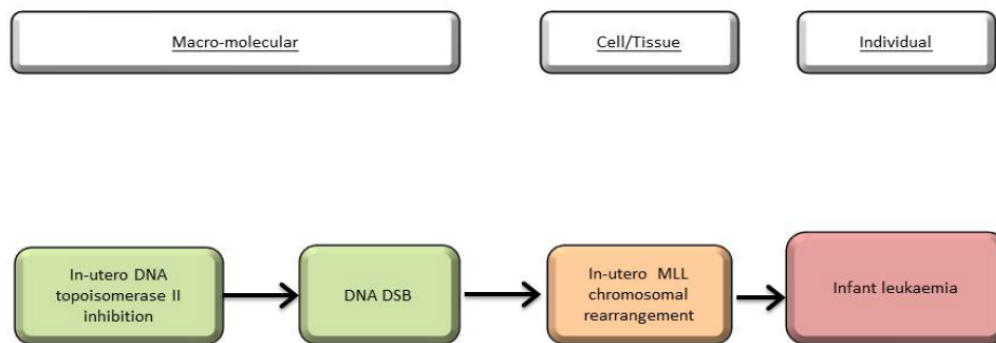 Macro-molecular
Cell/Tissue
Individual
In-utero DNA
topoisomerase II
inhibition
DNA DSB
In-utero MLL
chromosomal
rearrangement
Infant leukaemia